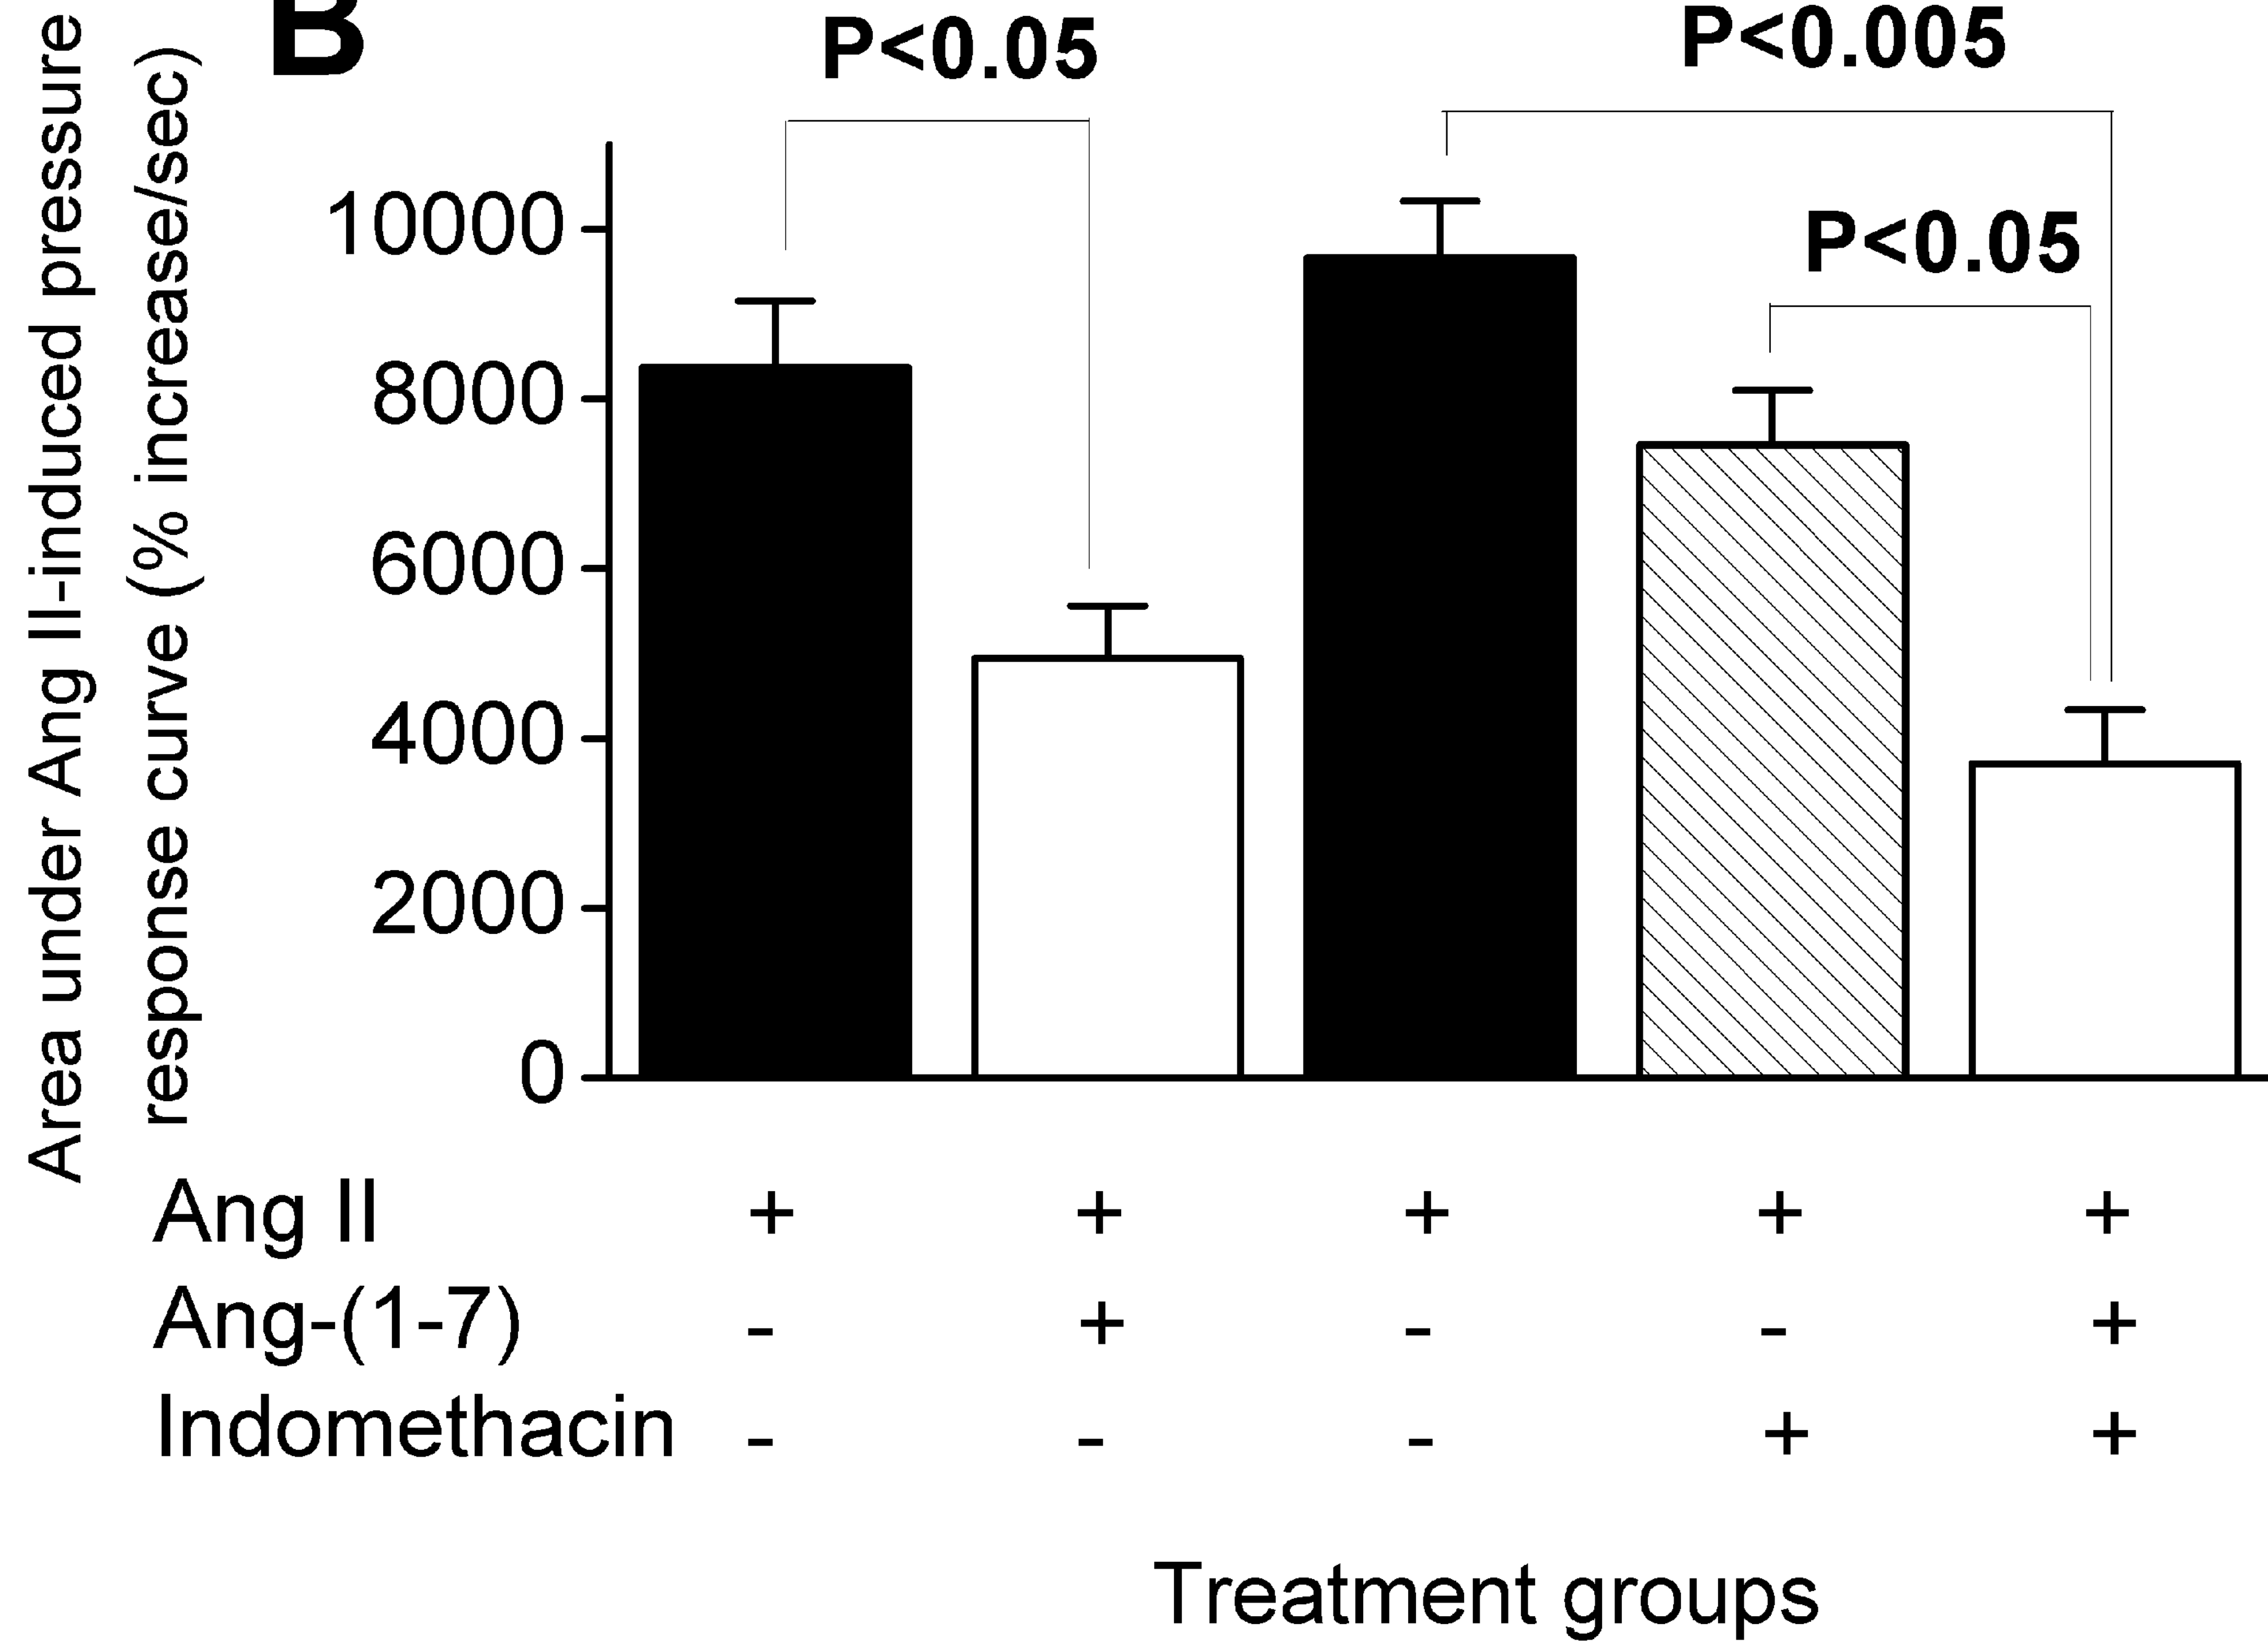 B
Area under Ang II-induced pressure
response curve (% increase/sec)
P<0.05
P<0.005
P<0.05
10000
8000
6000
4000
2000
0
Ang II + + + + +
Ang-(1-7) - + - - +
Indomethacin - - - + +
Treatment groups